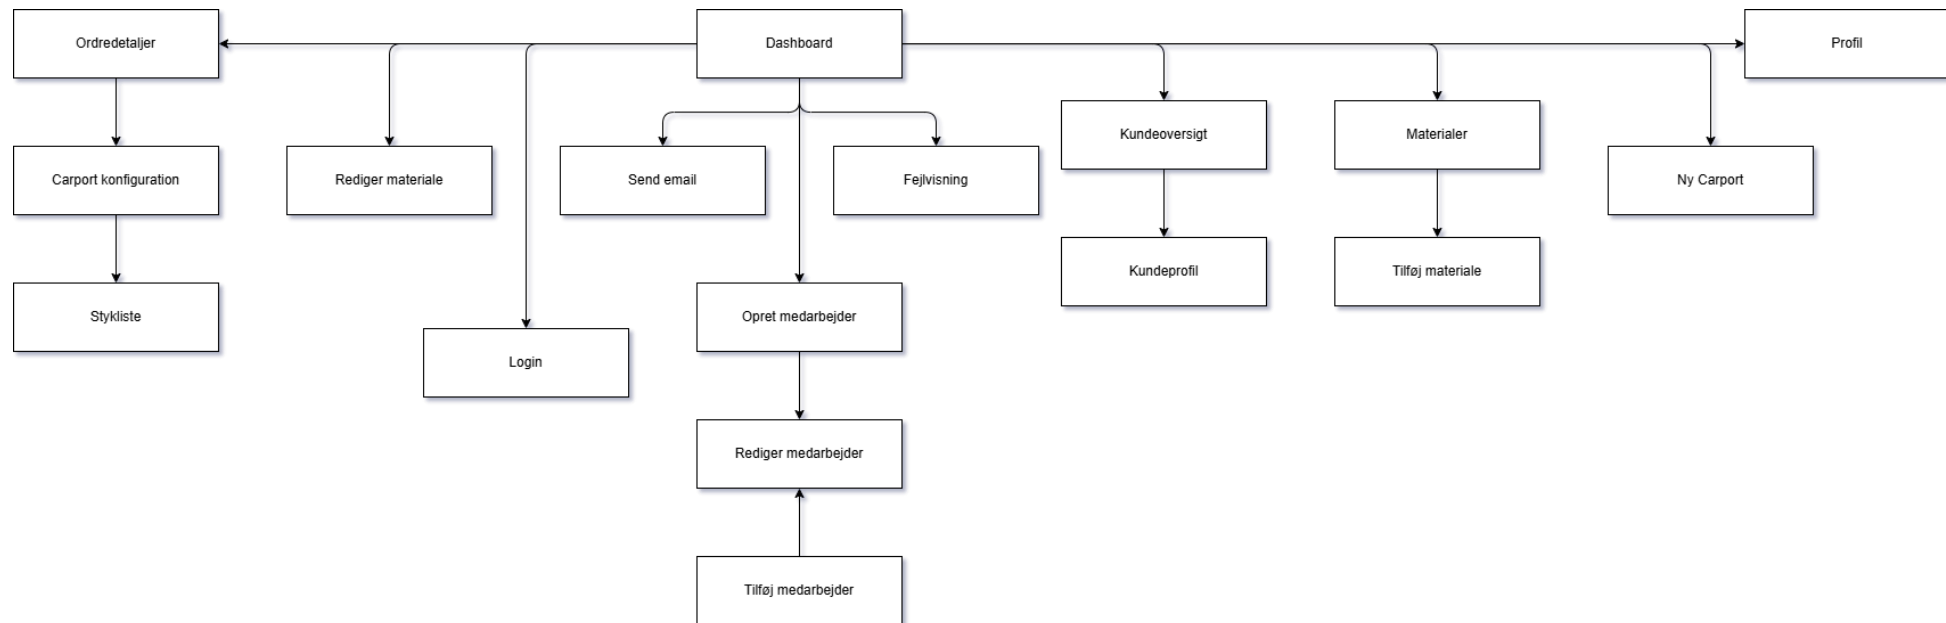 Ordredetaljer
Dashboard
Profil
Kundeoversigt
Materialer
Carport konfiguration
Rediger materiale
Send email
Fejlvisning
Ny Carport
Kundeprofil
Tilføj materiale
Stykliste
Opret medarbejder
Login
Rediger medarbejder
Tilføj medarbejder